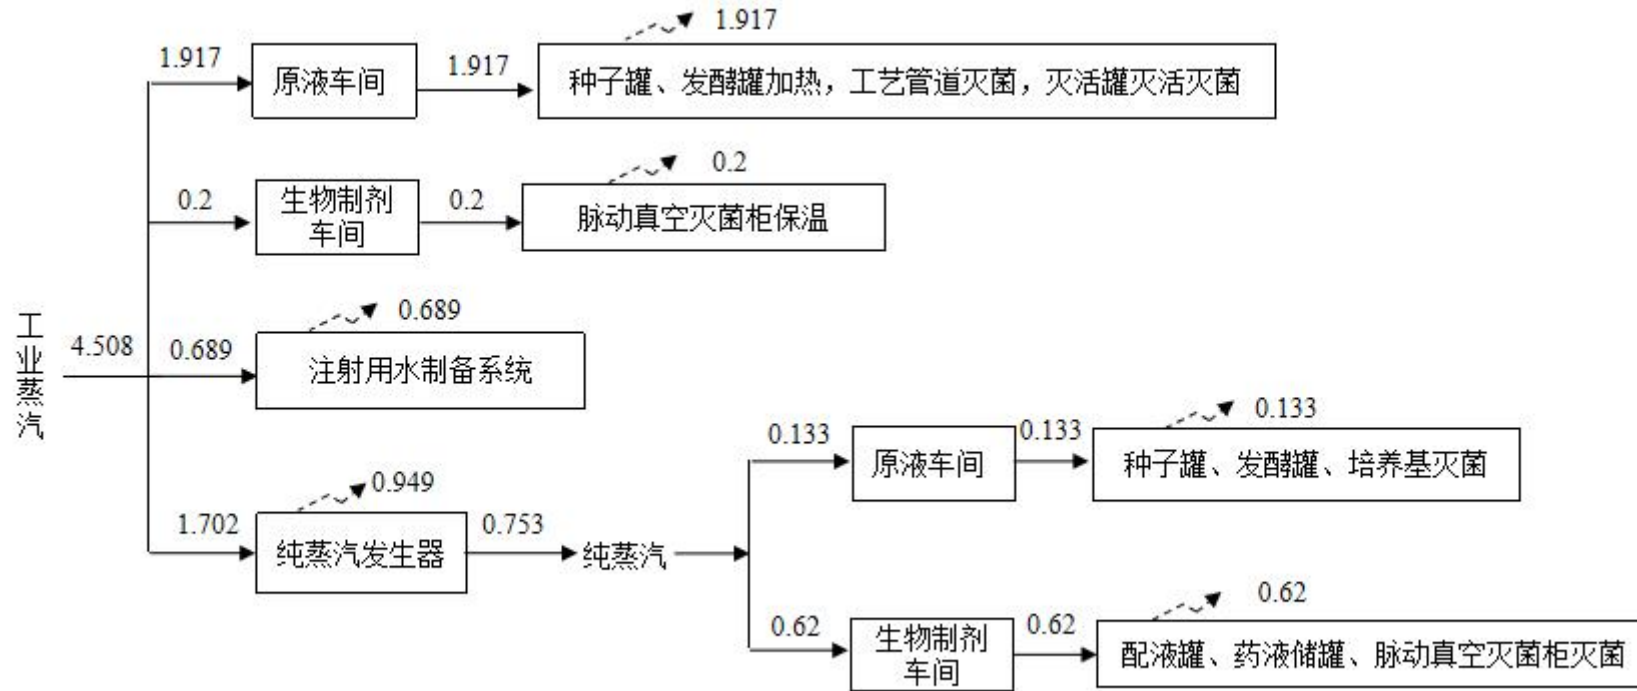 1.917
1.917
原液车间
1.917
种子罐、发酵罐加热，工艺管道灭菌，灭活罐灭活灭菌
0.2
0.2
生物制剂
车间
0.2
脉动真空灭菌柜保温
工业蒸汽
4.508
0.689
0.689
注射用水制备系统
0.949
1.702
纯蒸汽发生器
0.753
纯蒸汽
0.133
原液车间
0.133
0.133
种子罐、发酵罐、培养基灭菌
0.62
生物制剂
车间
0.62
0.62
配液罐、药液储罐、脉动真空灭菌柜灭菌